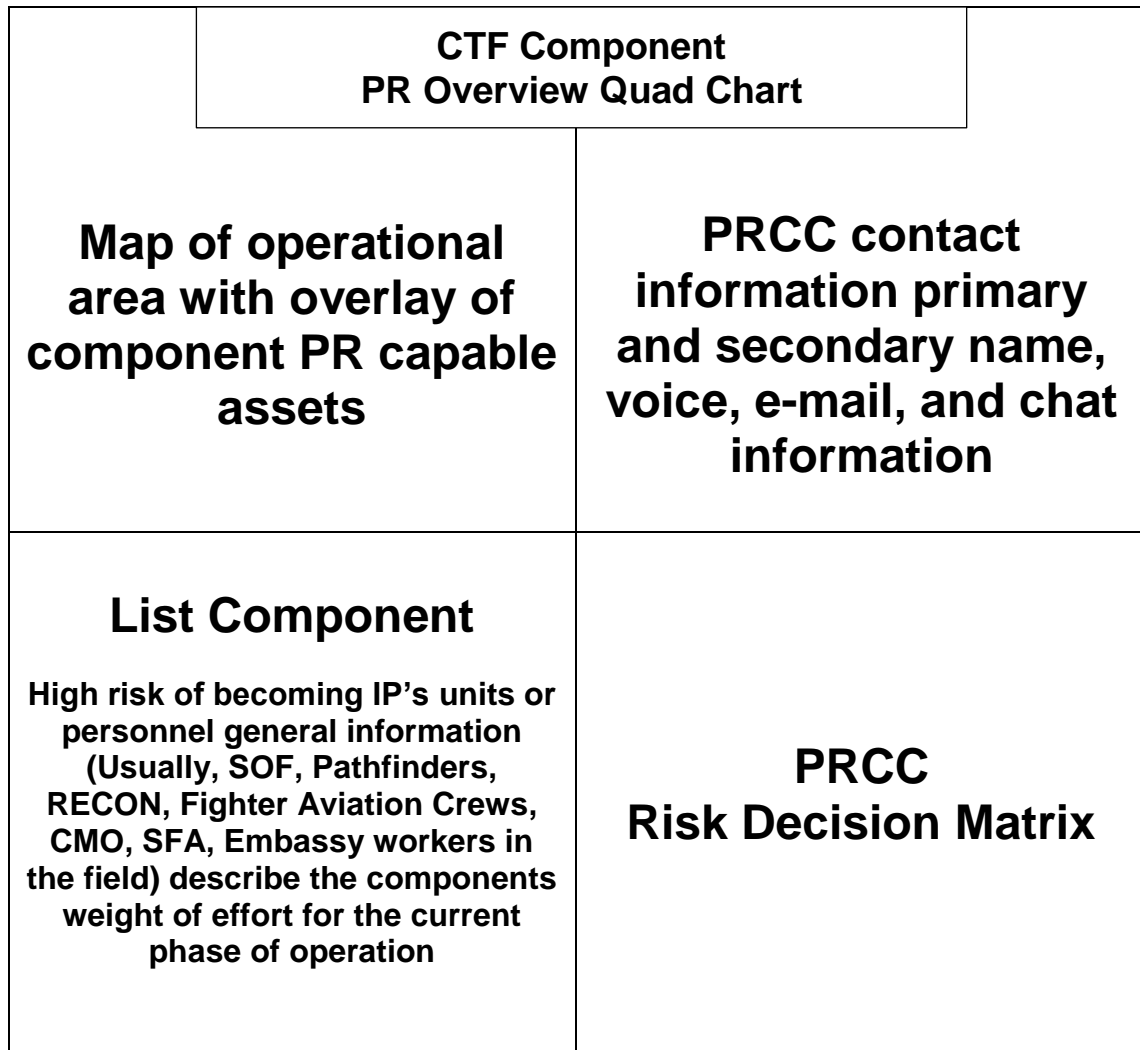 CTF Component
PR Overview Quad Chart
Map of operational
area with overlay of
component PR capable
assets
PRCC contact
information primary
and secondary name,
voice, e-mail, and chat
information
List Component
High risk of becoming IP’s units or
personnel general information
(Usually, SOF, Pathfinders,
RECON, Fighter Aviation Crews,
CMO, SFA, Embassy workers in
the field) describe the components
weight of effort for the current
phase of operation
PRCC
Risk Decision Matrix